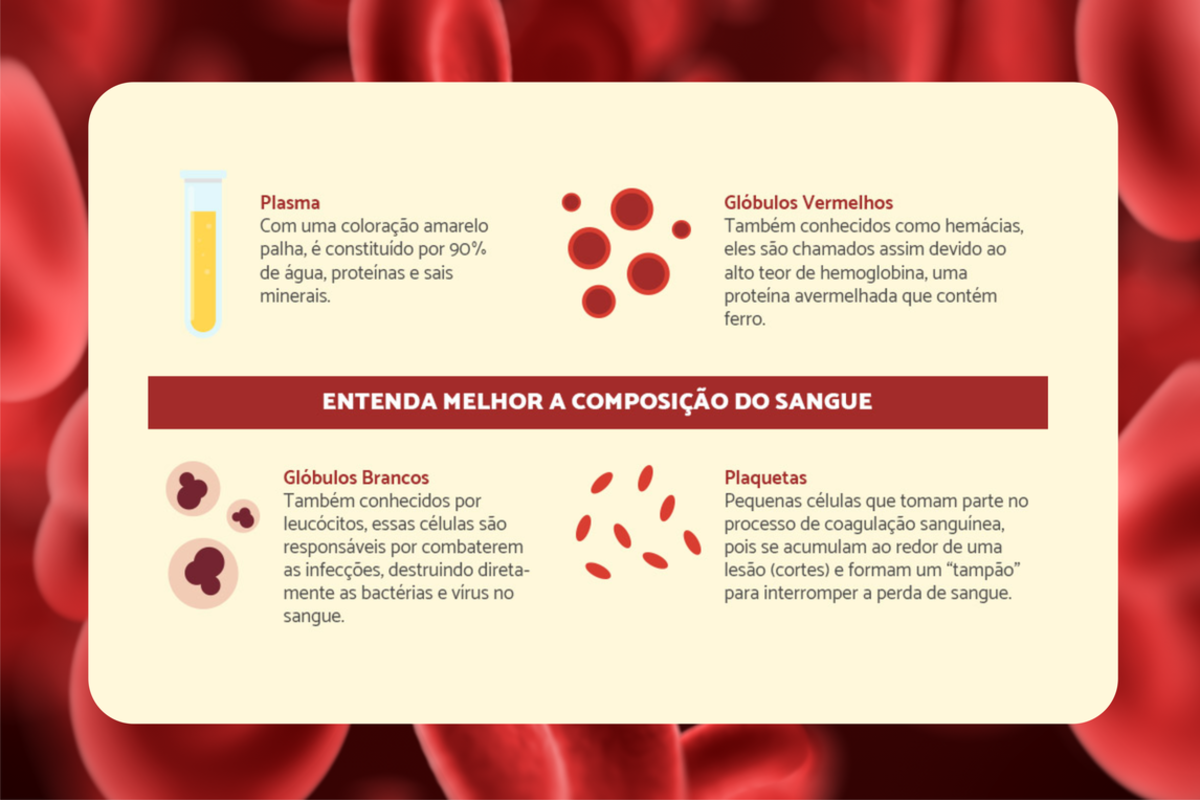 Plasma
Com uma coloração amarelo
palha, é constituído por 90%
de água, proteínas e sais
minerais.
Glóbulos Vermelhos
Também conhecidos como hemácias,
eles são chamados assim devido ao
alto teor de hemoglobina, uma
proteína avermelhada que contém
ferro.
ENTENDA MELHOR A COMPOSIÇÃO DO SANGUE
Glóbulos Brancos
Também conhecidos por
leucócitos, essas células são
responsáveis por combaterem
as infecções, destruindo direta-
mente as bactérias e vírus no
sangue.
Plaquetas
Pequenas células que tomam parte no
processo de coagulação sanguínea,
pois se acumulam ao redor de uma
lesão (cortes) e formam um “tampão”
para interromper a perda de sangue.